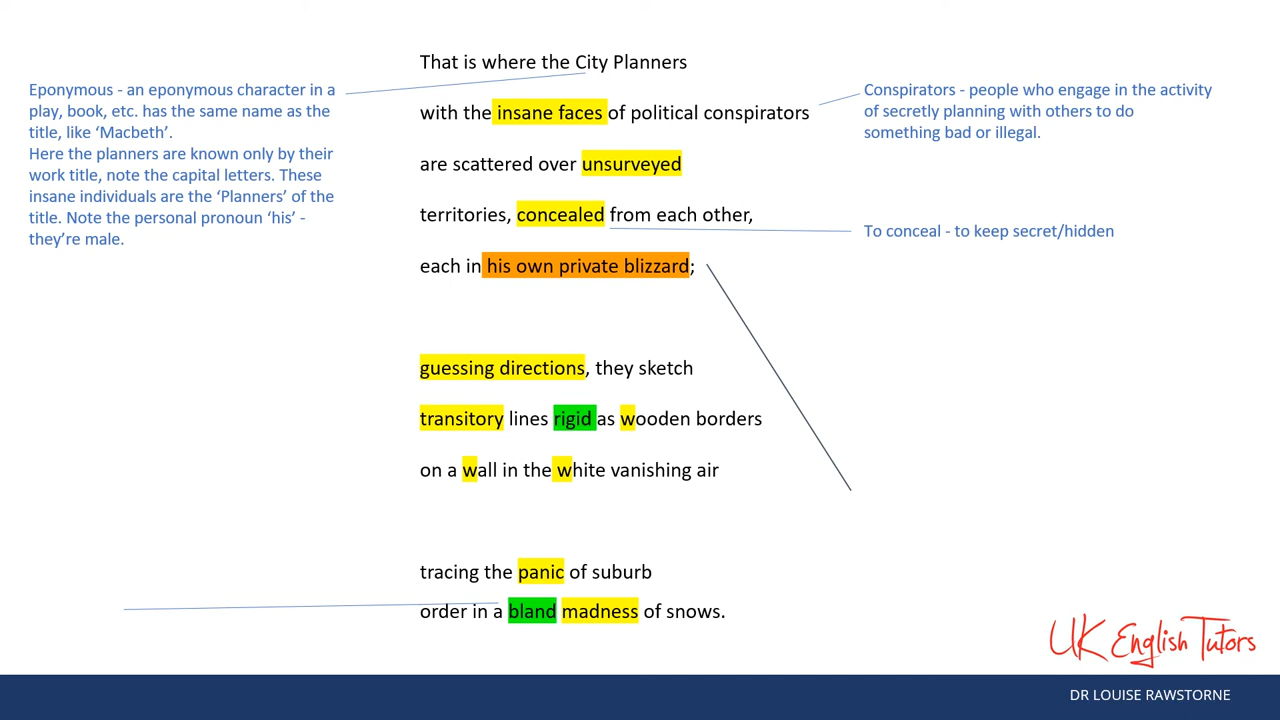 That is where the City Planners
Eponymous - an eponymous character in a
play, book, etc. has the same name as the
title, like ‘Macbeth’.
Here the planners are known only by their
work title, note the capital letters. These
insane individuals are the ‘Planners’ of the
title. Note the personal pronoun ‘his’ -
they’re male.
with the insane faces of political conspirators
Conspirators - people who engage in the activity
of secretly planning with others to do
something bad or illegal.
are scattered over unsurveyed
territories, concealed from each other,
To conceal - to keep secret/hidden
each in his own private blizzard;
guessing directions, they sketch
transitory lines rigid as wooden borders
on a wall in the white vanishing air
tracing the panic of suburb
order in a bland madness of snows.
UK English Tutors
DR LOUISE RAWSTORNE